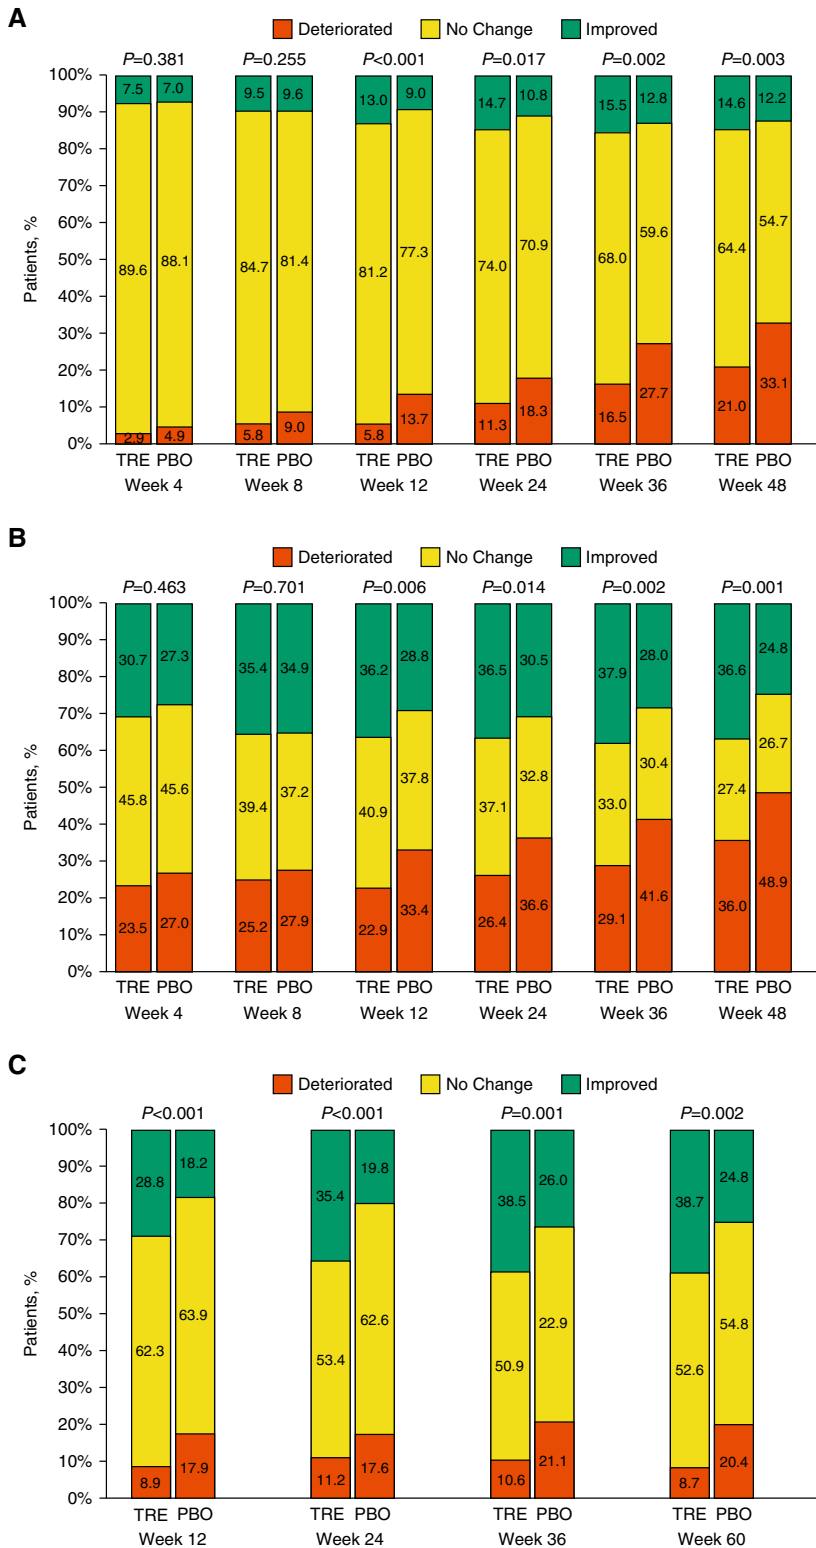 A
Deteriorated No Change Improved
P=0.381 P=0.255 P<0.001 P=0.017 P=0.002 P=0.003
100%
90%
80%
70%
60%
50%
40%
30%
20%
10%
0%
Patients, %
7.5 7.0 9.5 9.6 13.0 9.0 14.7 10.8 15.5 12.8 14.6 12.2
89.6 88.1 84.7 81.4 81.2 77.3 74.0 70.9 68.0 59.6 64.4 54.7
2.9 4.9 5.8 9.0 5.8 13.7 11.3 18.3 16.5 27.7 21.0 33.1
TRE PBO TRE PBO TRE PBO TRE PBO TRE PBO TRE PBO
Week 4 Week 8 Week 12 Week 24 Week 36 Week 48
B
Deteriorated No Change Improved
P=0.463 P=0.701 P=0.006 P=0.014 P=0.002 P=0.001
100%
90%
80%
70%
60%
50%
40%
30%
20%
10%
0%
Patients, %
30.7 27.3 35.4 34.9 36.2 28.8 36.5 30.5 37.9 28.0 36.6 24.8
45.8 45.6 39.4 37.2 40.9 37.8 37.1 32.8 33.0 30.4 27.4 26.7
23.5 27.0 25.2 27.9 22.9 33.4 26.4 36.6 29.1 41.6 36.0 48.9
TRE PBO TRE PBO TRE PBO TRE PBO TRE PBO TRE PBO
Week 4 Week 8 Week 12 Week 24 Week 36 Week 48
C
Deteriorated No Change Improved
P<0.001 P<0.001 P=0.001 P=0.002
100%
90%
80%
70%
60%
50%
40%
30%
20%
10%
0%
Patients, %
28.8 18.2 35.4 19.8 38.5 26.0 38.7 24.8
62.3 63.9 53.4 62.6 50.9 22.9 52.6 54.8
8.9 17.9 11.2 17.6 10.6 21.1 8.7 20.4
TRE PBO TRE PBO TRE PBO TRE PBO
Week 12 Week 24 Week 36 Week 60